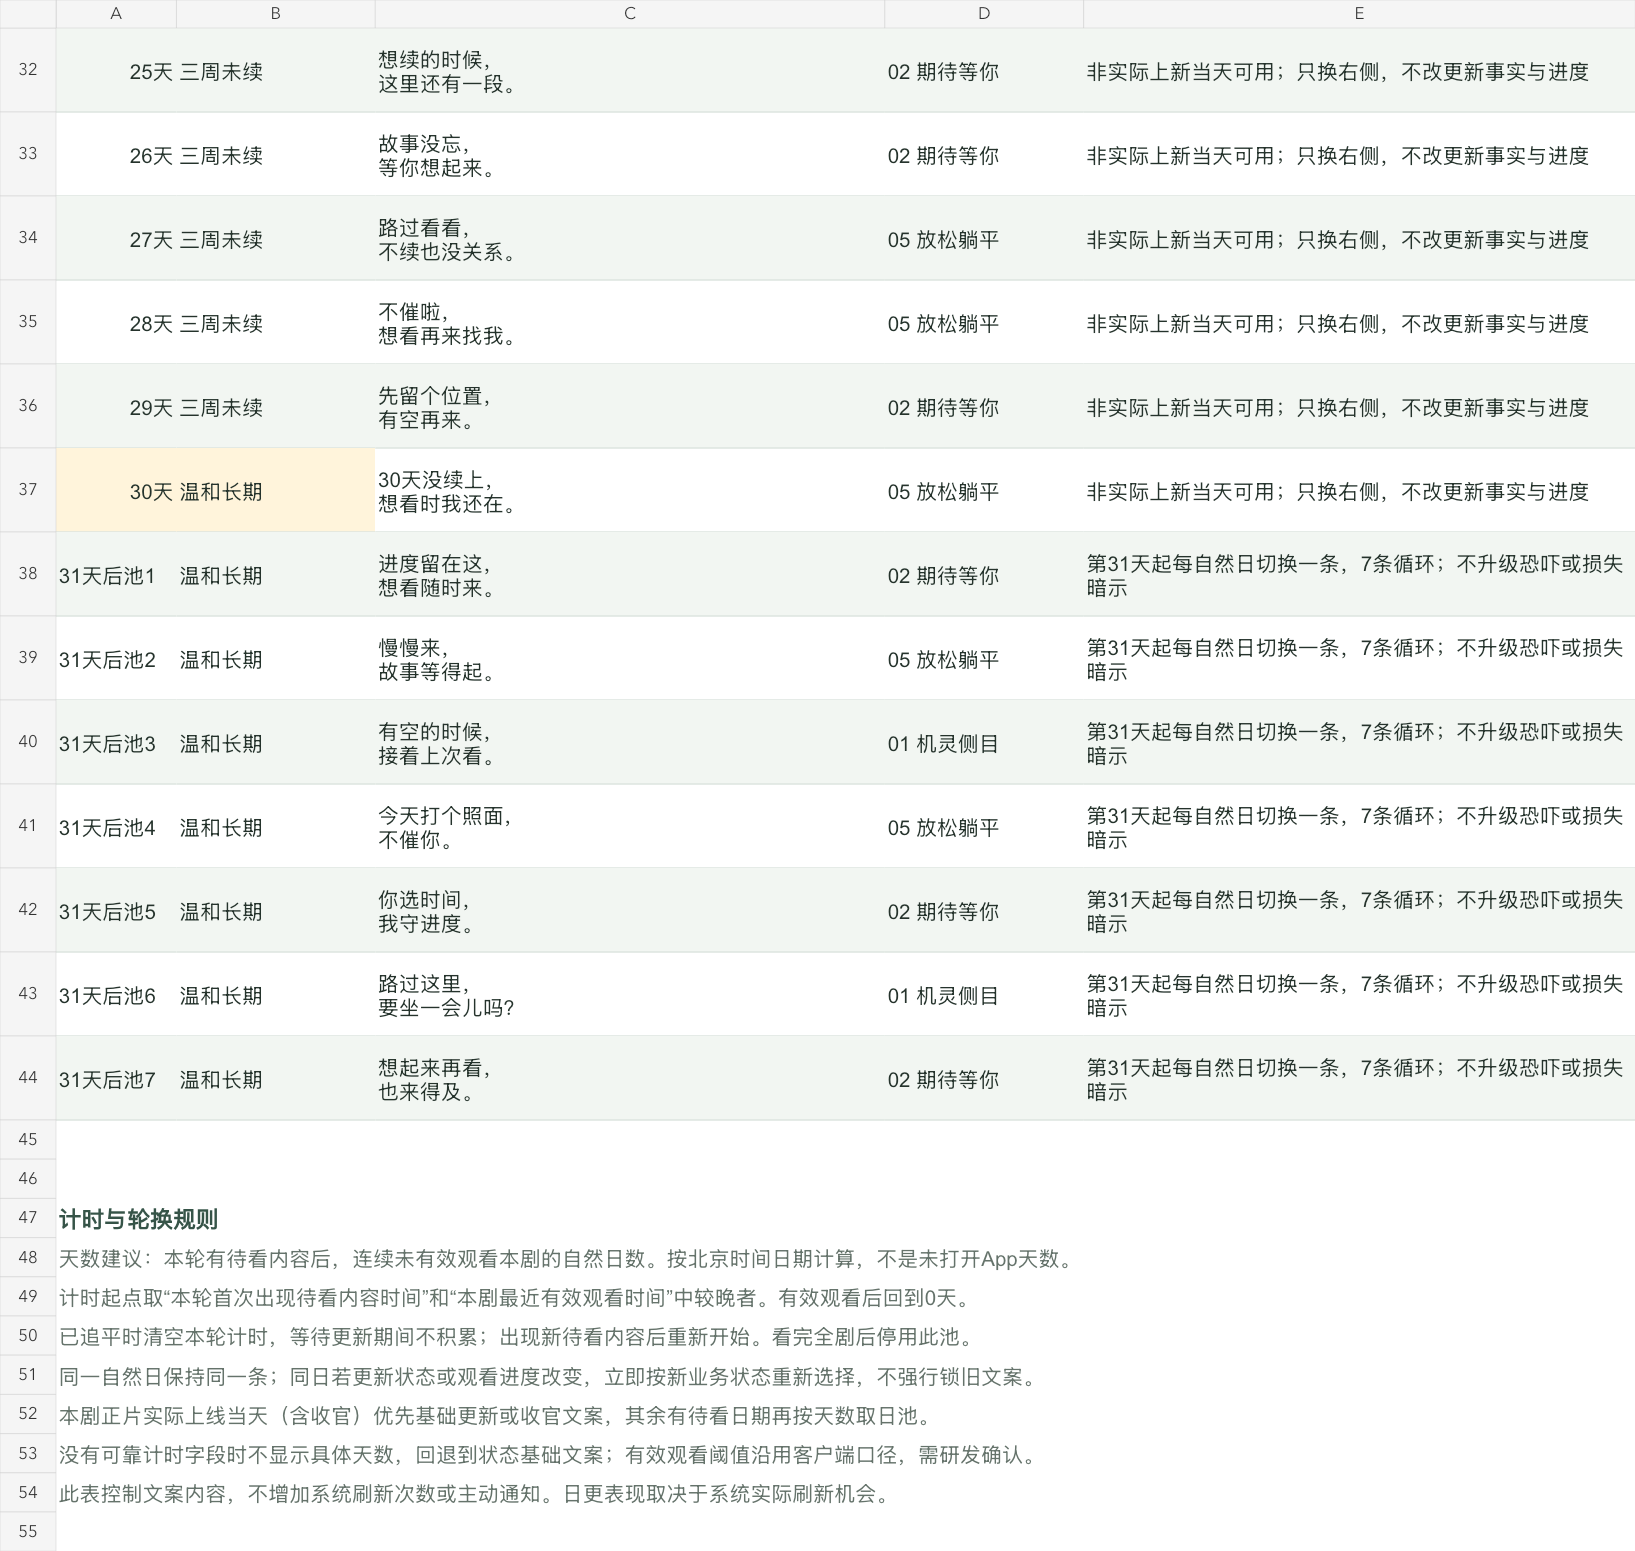 A B C D E
32 25天 三周未续 想续的时候， 02 期待等你 非实际上新当天可用；只换右侧，不改更新事实与进度
这里还有一段。
33 26天 三周未续 故事没忘， 02 期待等你 非实际上新当天可用；只换右侧，不改更新事实与进度
等你想起来。
34 27天 三周未续 路过看看， 05 放松躺平 非实际上新当天可用；只换右侧，不改更新事实与进度
不续也没关系。
35 28天 三周未续 不催啦， 05 放松躺平 非实际上新当天可用；只换右侧，不改更新事实与进度
想看再来找我。
36 29天 三周未续 先留个位置， 02 期待等你 非实际上新当天可用；只换右侧，不改更新事实与进度
有空再来。
37 30天 温和长期 30天没续上， 05 放松躺平 非实际上新当天可用；只换右侧，不改更新事实与进度
想看时我还在。
38 31天后池1 温和长期 进度留在这， 02 期待等你 第31天起每自然日切换一条，7条循环；不升级恐吓或损失
想看随时来。 暗示
39 31天后池2 温和长期 慢慢来， 05 放松躺平 第31天起每自然日切换一条，7条循环；不升级恐吓或损失
故事等得起。 暗示
40 31天后池3 温和长期 有空的时候， 01 机灵侧目 第31天起每自然日切换一条，7条循环；不升级恐吓或损失
接着上次看。 暗示
41 31天后池4 温和长期 今天打个照面， 05 放松躺平 第31天起每自然日切换一条，7条循环；不升级恐吓或损失
不催你。 暗示
42 31天后池5 温和长期 你选时间， 02 期待等你 第31天起每自然日切换一条，7条循环；不升级恐吓或损失
我守进度。 暗示
43 31天后池6 温和长期 路过这里， 01 机灵侧目 第31天起每自然日切换一条，7条循环；不升级恐吓或损失
要坐一会儿吗？ 暗示
44 31天后池7 温和长期 想起来再看， 02 期待等你 第31天起每自然日切换一条，7条循环；不升级恐吓或损失
也来得及。 暗示
45
46
47 计时与轮换规则
48 天数建议：本轮有待看内容后，连续未有效观看本剧的自然日数。按北京时间日期计算，不是未打开App天数。
49 计时起点取“本轮首次出现待看内容时间”和“本剧最近有效观看时间”中较晚者。有效观看后回到0天。
50 已追平时清空本轮计时，等待更新期间不积累；出现新待看内容后重新开始。看完全剧后停用此池。
51 同一自然日保持同一条；同日若更新状态或观看进度改变，立即按新业务状态重新选择，不强行锁旧文案。
52 本剧正片实际上线当天（含收官）优先基础更新或收官文案，其余有待看日期再按天数取日池。
53 没有可靠计时字段时不显示具体天数，回退到状态基础文案；有效观看阈值沿用客户端口径，需研发确认。
54 此表控制文案内容，不增加系统刷新次数或主动通知。日更表现取决于系统实际刷新机会。
55